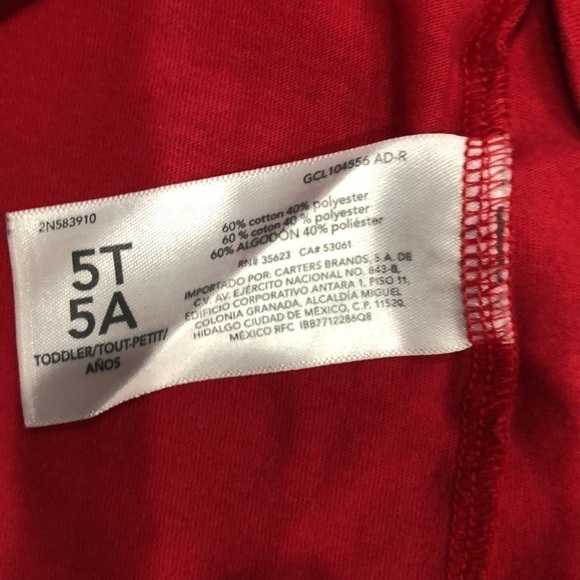 2N583910
5T
5A
TODDLER/TOUT-PETIT/
AÑOS
GCL104556 AD-R
60% cotton 40% polyester
60 % coton 40 % polyester
60% ALGODÓN 40% poliéster
RN# 35623 CA# 53061
IMPORTADO POR: CARTERS BRANDS, S.A. DE
C.V. AV. EJÉRCITO NACIONAL NO. 843-B,
EDIFICIO CORPORATIVO ANTARA 1, PISO 11,
COLONIA GRANADA, ALCALDÍA MIGUEL
HIDALGO CIUDAD DE MÉXICO, C.P. 11520,
MÉXICO RFC IBB7712286Q8